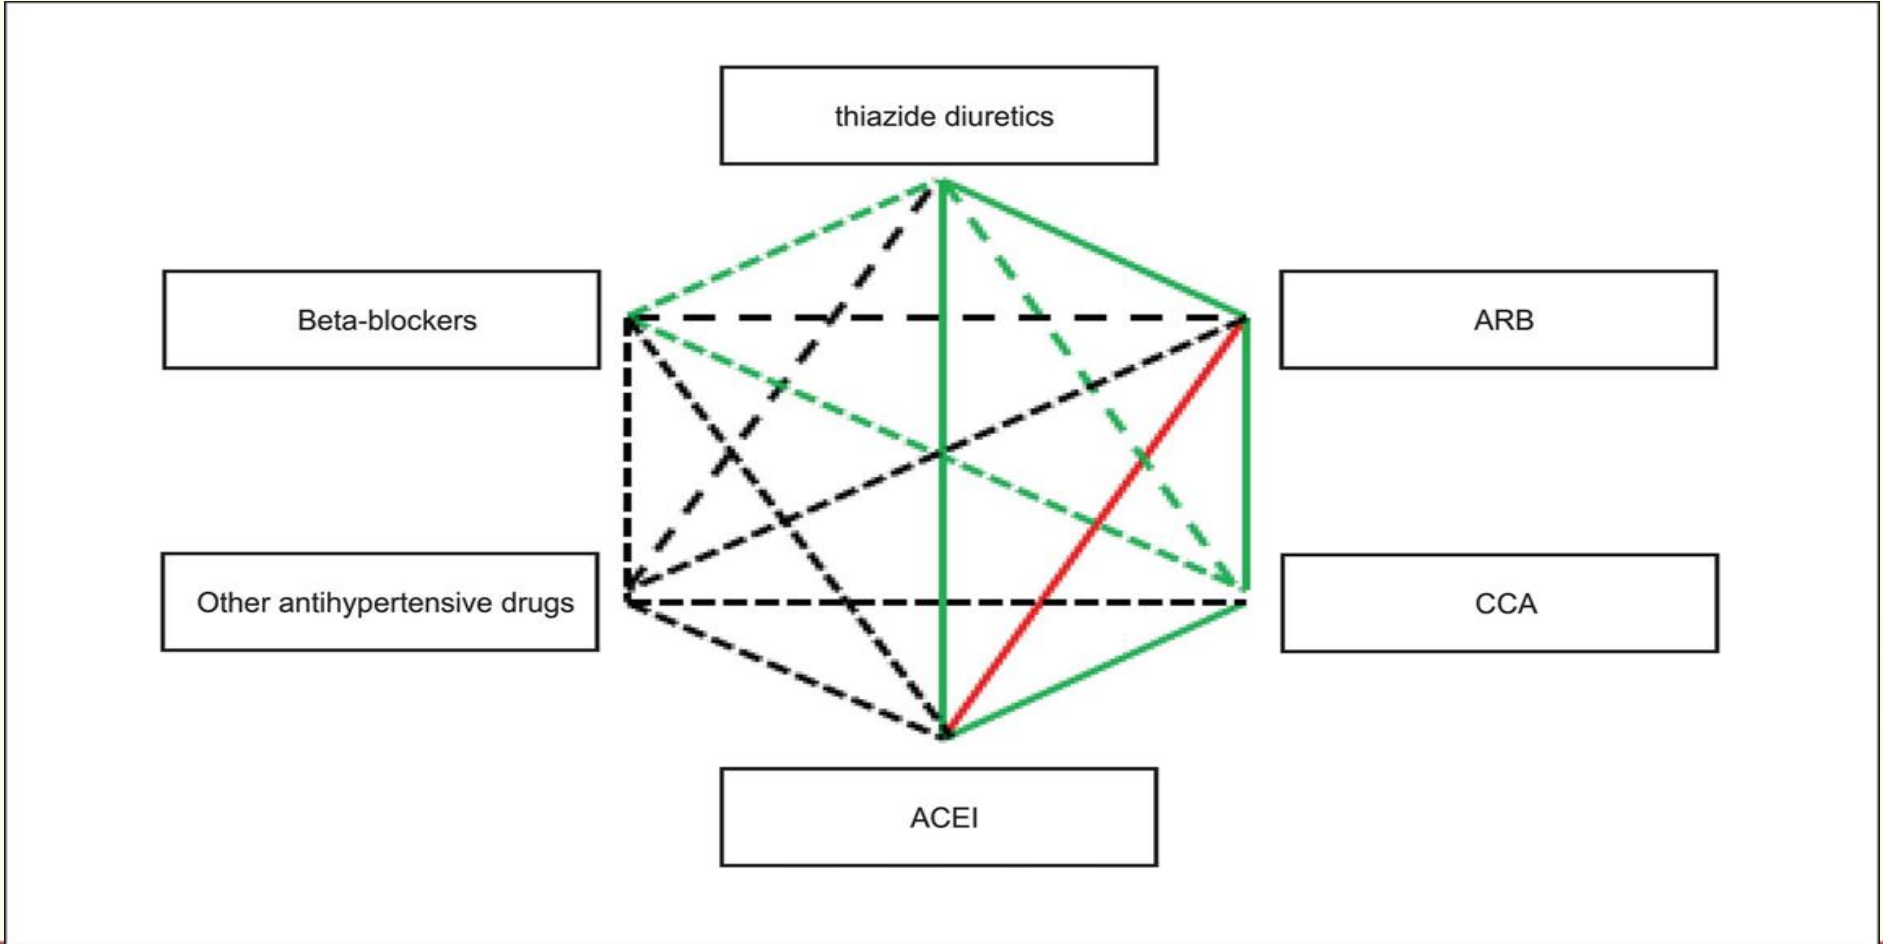 thiazide diuretics
Beta-blockers
ARB
Other antihypertensive drugs
CCA
ACEI